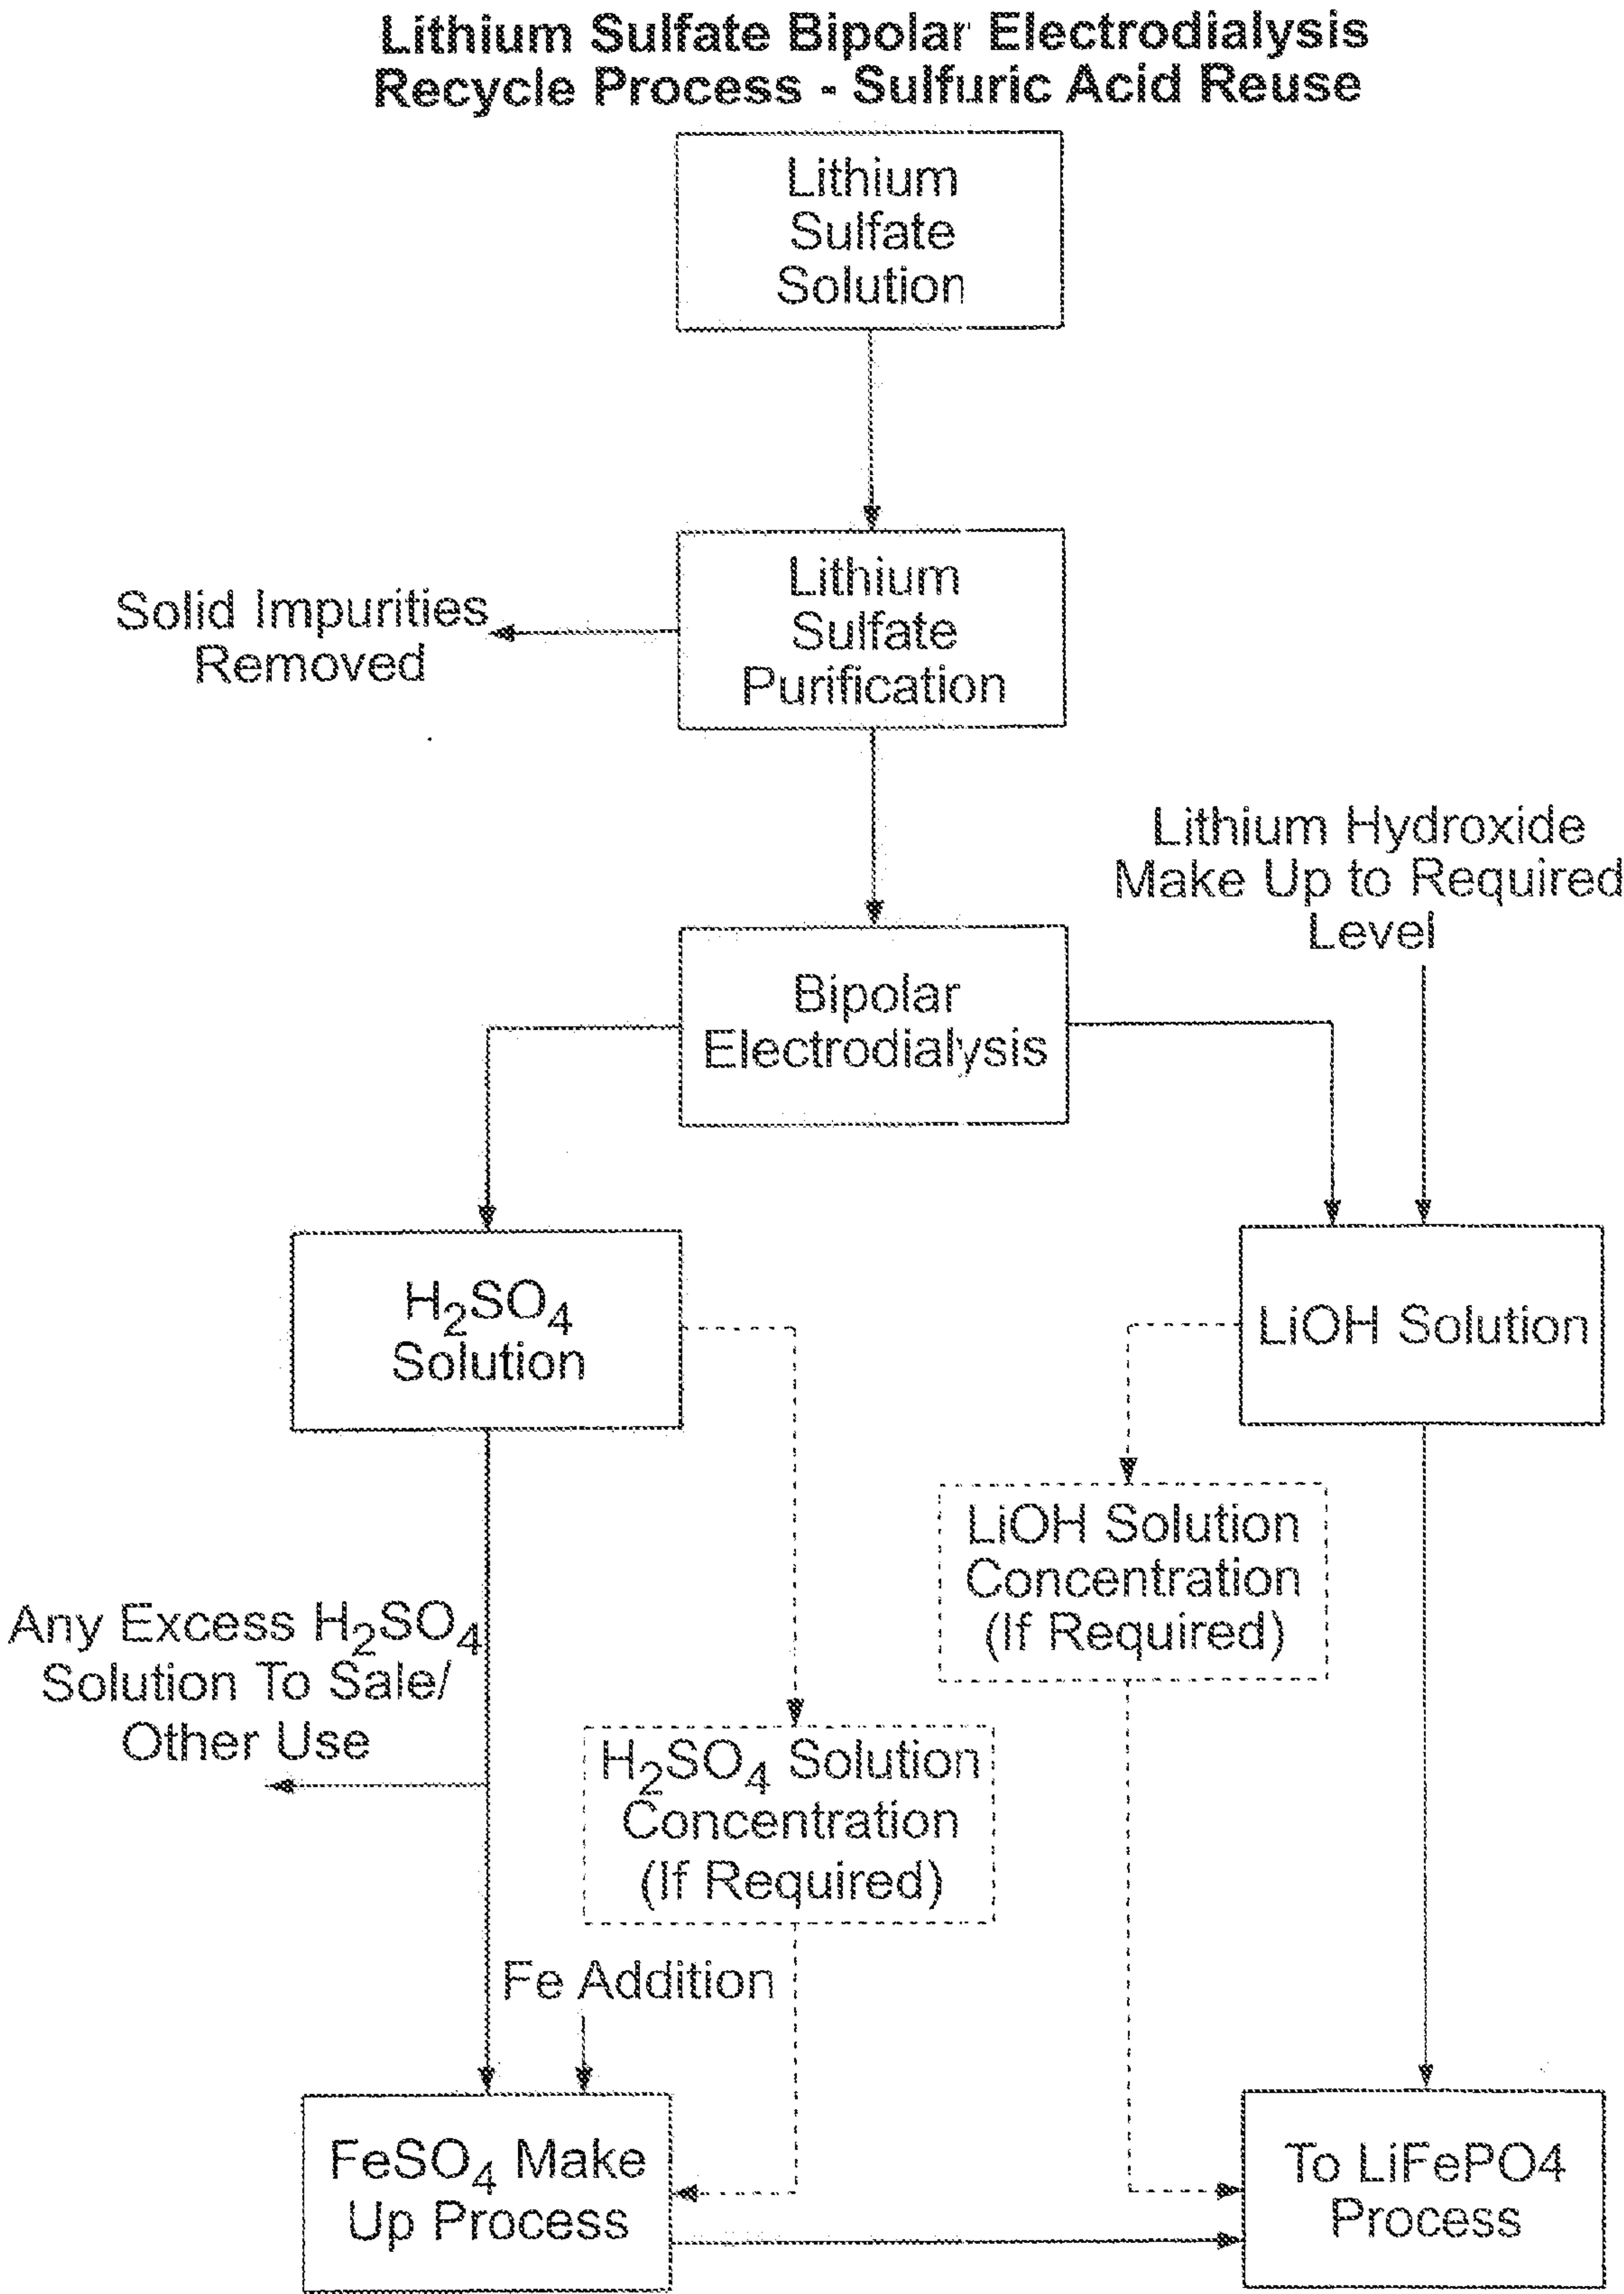 Lithium Sulfate Bipolar Electrodialysis
Recycle Process - Sulfuric Acid Reuse
Lithium
Sulfate
Solution
Lithium
Sulfate
Purification
Solid Impurities
Removed
Lithium Hydroxide
Make Up to Required
Level
Bipolar
Electrodialysis
H₂SO₄
Solution
LiOH Solution
LiOH Solution
Concentration
(If Required)
Any Excess H₂SO₄
Solution To Sale/
Other Use
H₂SO₄ Solution
Concentration
(If Required)
Fe Addition
FeSO₄ Make
Up Process
To LiFePO4
Process